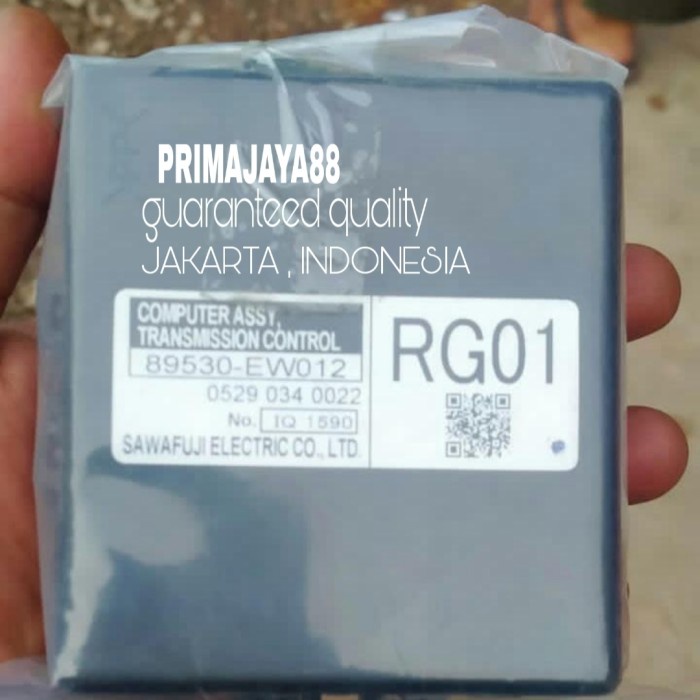 PRIMAJAYA88
guaranteed quality
JAKARTA , INDONESIA
COMPUTER ASSY,
TRANSMISSION CONTROL
89530-EW012
0529 034 0022
No. IQ 1590
SAWAFUJI ELECTRIC CO., LTD.
RG01